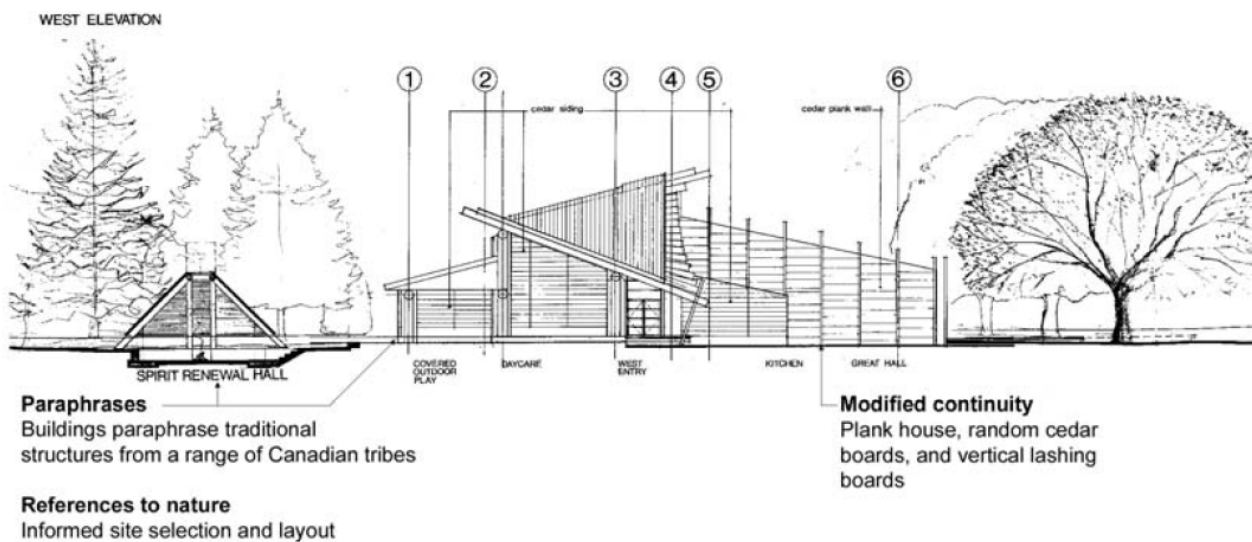 WEST ELEVATION
1
2
3
4
5
6
cedar siding
cedar plank wall
COVERED
OUTDOOR
PLAY
DAYCARE
WEST
ENTRY
KITCHEN
GREAT HALL
SPIRIT RENEWAL HALL
Paraphrases
Buildings paraphrase traditional
structures from a range of Canadian tribes
References to nature
Informed site selection and layout
Modified continuity
Plank house, random cedar
boards, and vertical lashing
boards